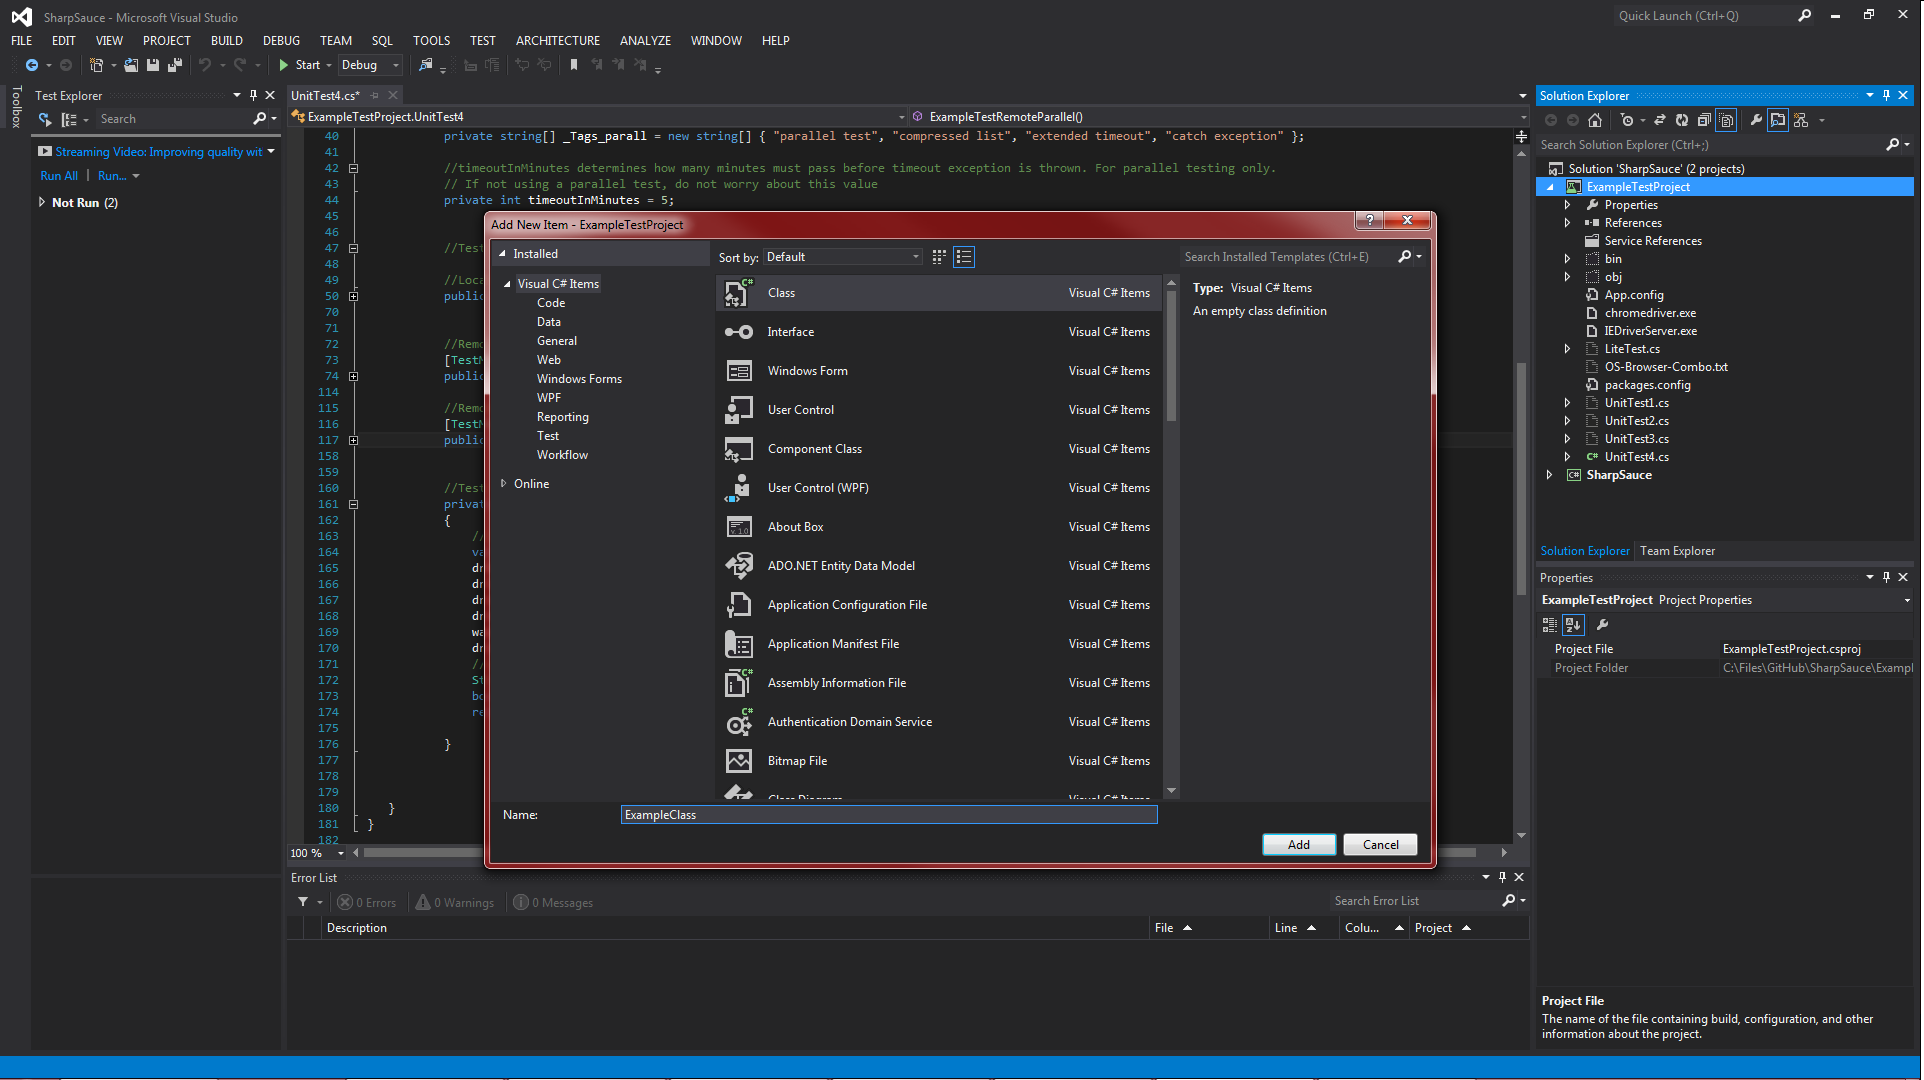 SharpSauce - Microsoft Visual Studio
Quick Launch (Ctrl+Q)
FILE EDIT VIEW PROJECT BUILD DEBUG TEAM SQL TOOLS TEST ARCHITECTURE ANALYZE WINDOW HELP
Start Debug
Toolbox
Test Explorer
Search
Streaming Video: Improving quality wit
Run All | Run...
Not Run (2)
UnitTest4.cs*
ExampleTestProject.UnitTest4
ExampleTestRemoteParallel()
40 private string[] _Tags_parall = new string[] { "parallel test", "compressed list", "extended timeout", "catch exception" };
41
42 //timeoutInMinutes determines how many minutes must pass before timeout exception is thrown. For parallel testing only.
43 // If not using a parallel test, do not worry about this value
44 private int timeoutInMinutes = 5;
45
46
47 //Test
48
49 //Loca
50 public
70
71
72 //Remo
73 [TestM
74 public
114
115 //Remo
116 [TestM
117 public
158
159
160 //Test
161 privat
162 {
163 //
164 va
165 dr
166 dr
167 dr
168 dr
169 wa
170 dr
171 //
172 St
173 bo
174 re
175
176 }
177
178
179
180 }
181 }
182
100 %
Add New Item - ExampleTestProject
?
Installed
Visual C# Items
Code
Data
General
Web
Windows Forms
WPF
Reporting
Test
Workflow
Online
Sort by: Default
Search Installed Templates (Ctrl+E)
Class Visual C# Items
Interface Visual C# Items
Windows Form Visual C# Items
User Control Visual C# Items
Component Class Visual C# Items
User Control (WPF) Visual C# Items
About Box Visual C# Items
ADO.NET Entity Data Model Visual C# Items
Application Configuration File Visual C# Items
Application Manifest File Visual C# Items
Assembly Information File Visual C# Items
Authentication Domain Service Visual C# Items
Bitmap File Visual C# Items
Class Diagram Visual C# Items
Type: Visual C# Items
An empty class definition
Name: ExampleClass
Add Cancel
Error List
0 Errors 0 Warnings 0 Messages
Search Error List
Description File Line Colu... Project
Solution Explorer
Search Solution Explorer (Ctrl+;)
Solution 'SharpSauce' (2 projects)
ExampleTestProject
Properties
References
Service References
bin
obj
App.config
chromedriver.exe
IEDriverServer.exe
LiteTest.cs
OS-Browser-Combo.txt
packages.config
UnitTest1.cs
UnitTest2.cs
UnitTest3.cs
C# UnitTest4.cs
C# SharpSauce
Solution Explorer Team Explorer
Properties
ExampleTestProject Project Properties
Project File ExampleTestProject.csproj
Project Folder C:\Files\GitHub\SharpSauce\Exampl
Project File
The name of the file containing build, configuration, and other
information about the project.